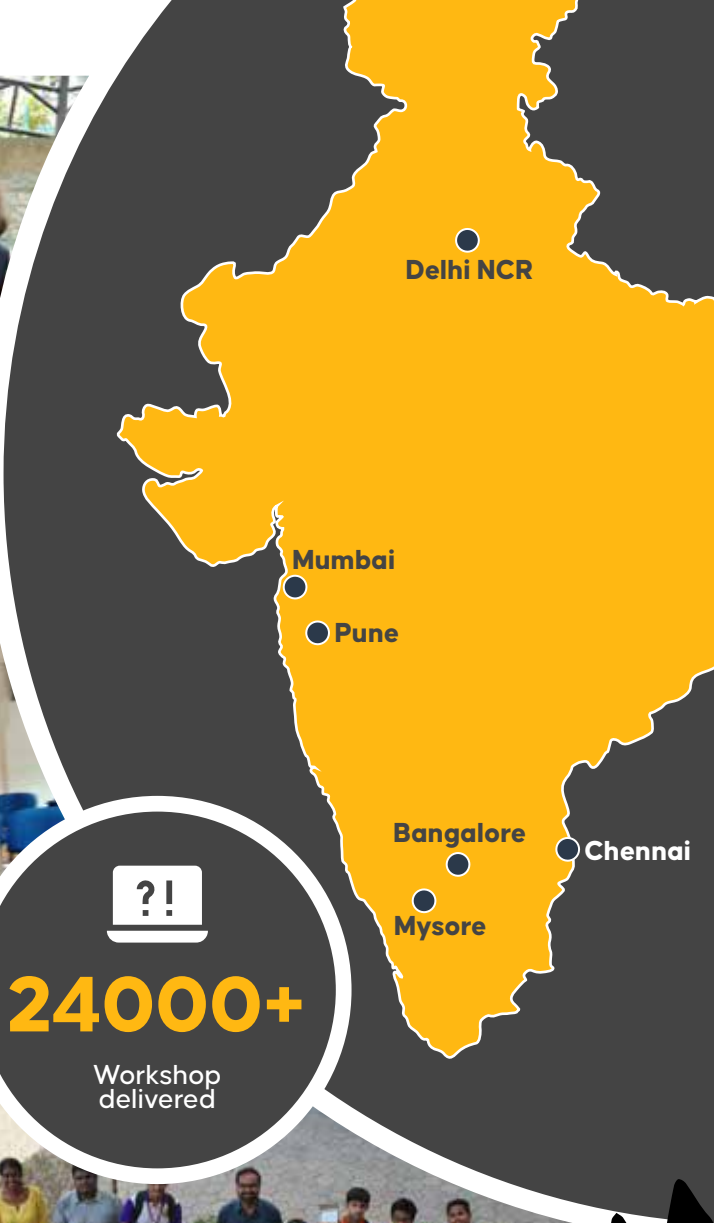 Delhi NCR
Mumbai
Pune
Bangalore
Chennai
Mysore
?!
24000+
Workshop
delivered